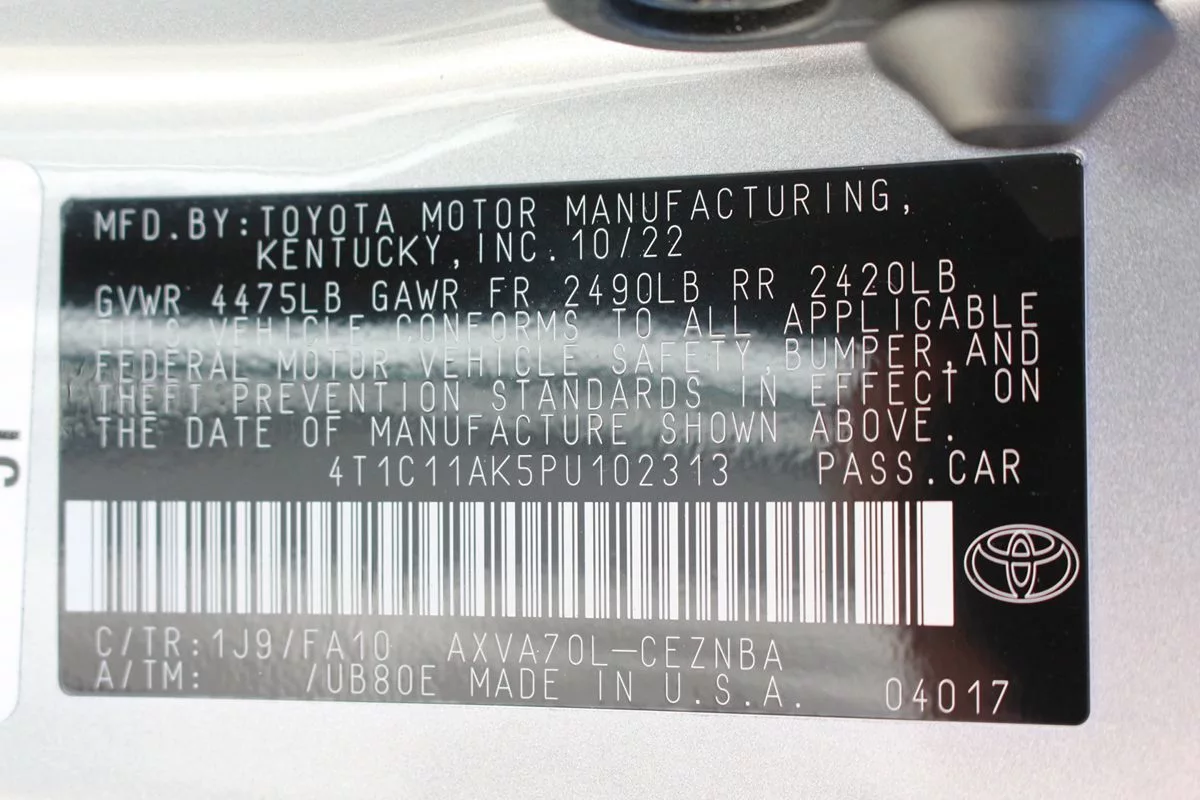 MFD.BY:TOYOTA MOTOR MANUFACTURING,
KENTUCKY,INC.10/22
GVWR 4475LB GAWR FR 2490LB RR 2420LB
THIS VEHICLE CONFORMS TO ALL APPLICABLE
FEDERAL MOTOR VEHICLE SAFETY,BUMPER,AND
THEFT PREVENTION STANDARDS IN EFFECT ON
THE DATE OF MANUFACTURE SHOWN ABOVE.
4T1C11AK5PU102313 PASS.CAR
C/TR:1J9/FA10 AXVA70L-CEZNBA
A/TM: /UB80E MADE IN U.S.A. 04017